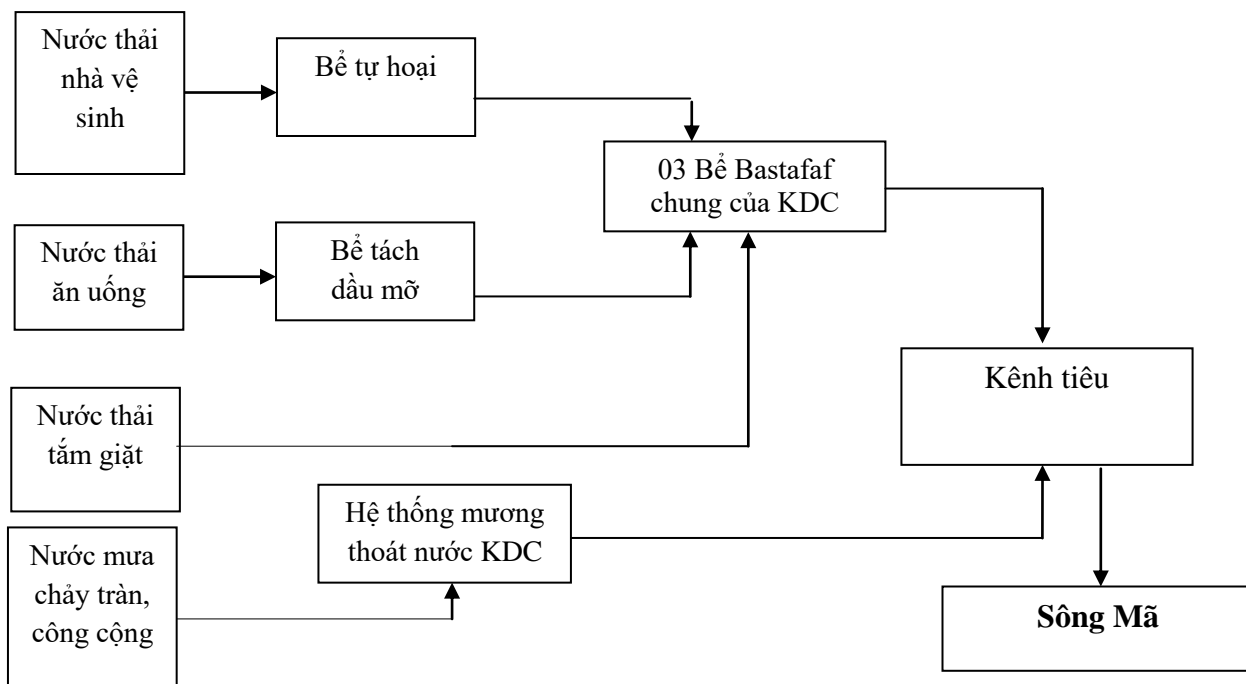 Nước thải
nhà vệ
sinh
Bể tự hoại
03 Bể Bastafaf
chung của KDC
Nước thải
ăn uống
Bể tách
dầu mỡ
Kênh tiêu
Nước thải
tắm giặt
Hệ thống mương
thoát nước KDC
Nước mưa
chảy tràn,
công cộng
Sông Mã